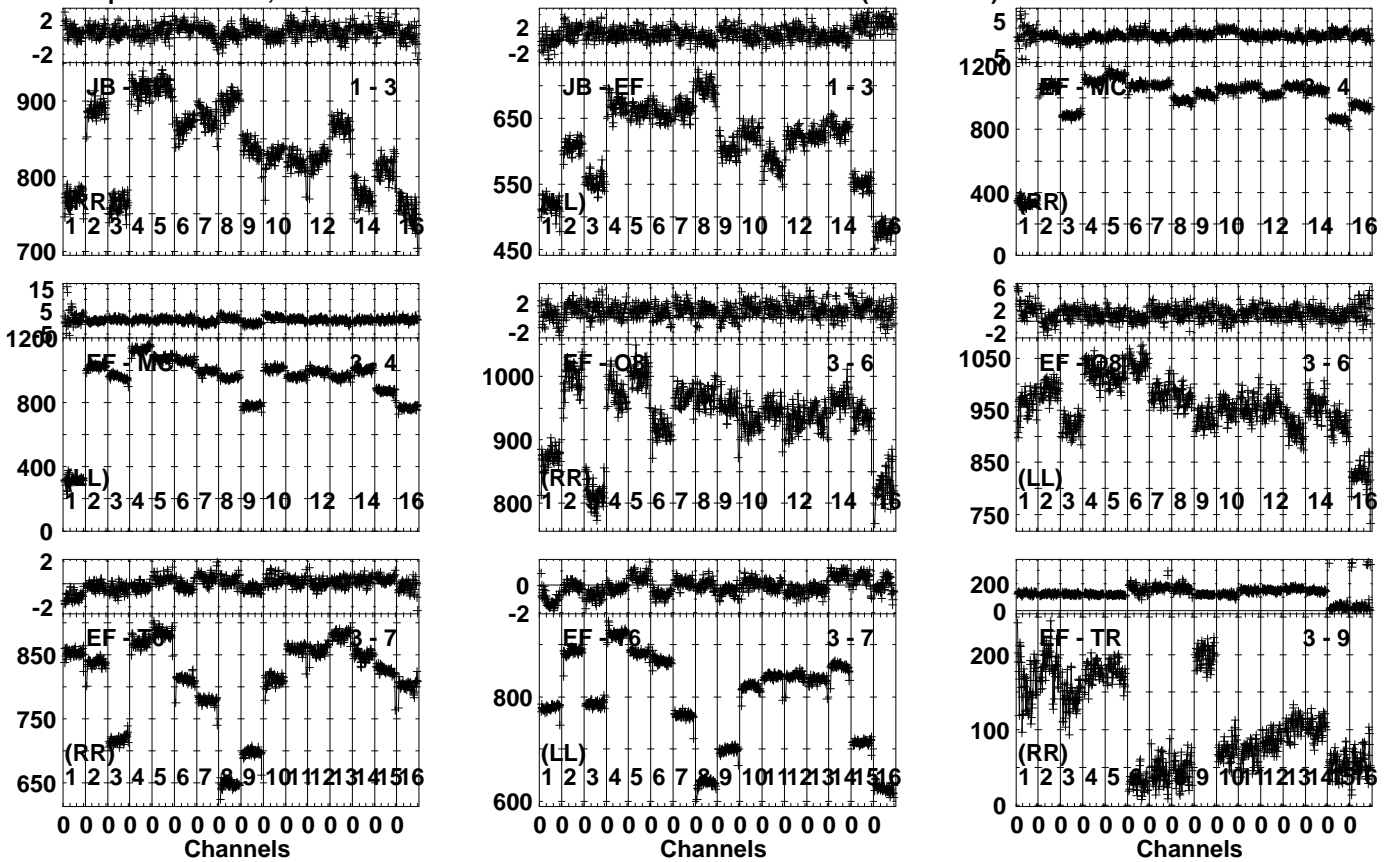 2 2 5
-2 -2 5
JB - EF 1 - 3 JB - EF 1 - 3 1200 EF - MC 3 - 4
900 650 800
800 550 400
(RR) (LL) (RR)
1 2 3 4 5 6 7 8 9 10 12 14 16 1 2 3 4 5 6 7 8 9 10 12 14 16 1 2 3 4 5 6 7 8 9 10 12 14 16
700 450 0
15 2 6
5 -2 2
5 -2
1200 EF - MC 3 - 4 EF - O8 3 - 6 EF - O8 3 - 6
800 1000 1050
400 900 950
(LL) (RR) 850
(LL)
1 2 3 4 5 6 7 8 9 10 12 14 16 1 2 3 4 5 6 7 8 9 10 12 14 16 1 2 3 4 5 6 7 8 9 10 12 14 16
0 800 750
2 0 200
-2 -2 0
EF - T6 3 - 7 EF - T6 3 - 7 EF - TR 3 - 9
850 800 200
750 100
(RR) (LL) (RR)
650
1 2 3 4 5 6 7 8 9 10 11 12 13 14 15 16 1 2 3 4 5 6 7 8 9 10 11 12 13 14 15 16 1 2 3 4 5 6 7 8 9 10 11 12 13 14 15 16
600 0
0 0 0 0 0 0 0 0 0 0 0 0 0 0 0 0 0 0 0 0 0 0 0 0 0 0 0 0 0 0 0 0 0 0 0 0 0 0 0 0 0 0 0 0 0 0 0 0
Channels Channels Channels